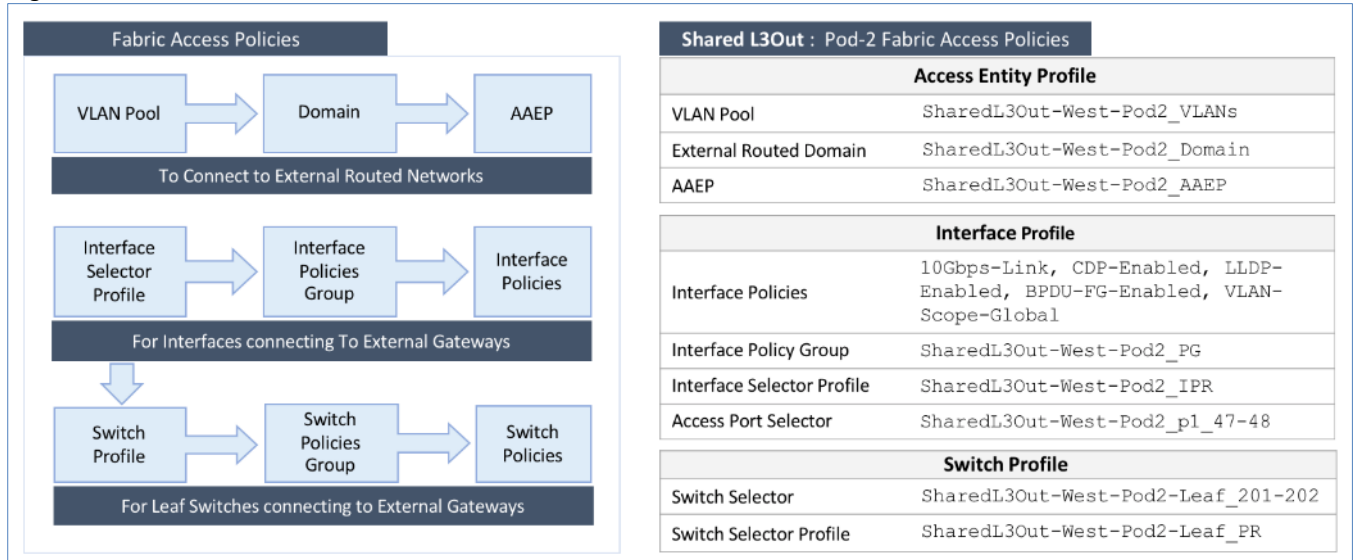 Fabric Access Policies
VLAN Pool
Domain
AAEP
To Connect to External Routed Networks
Interface
Selector
Profile
Interface
Policies
Group
Interface
Policies
For Interfaces connecting To External Gateways
Switch
Profile
Switch
Policies
Group
Switch
Policies
For Leaf Switches connecting to External Gateways
Shared L3Out : Pod-2 Fabric Access Policies
Access Entity Profile
VLAN Pool SharedL3Out-West-Pod2_VLANs
External Routed Domain SharedL3Out-West-Pod2_Domain
AAEP SharedL3Out-West-Pod2_AAEP
Interface Profile
Interface Policies 10Gbps-Link, CDP-Enabled, LLDP-
Enabled, BPDU-FG-Enabled, VLAN-
Scope-Global
Interface Policy Group SharedL3Out-West-Pod2_PG
Interface Selector Profile SharedL3Out-West-Pod2_IPR
Access Port Selector SharedL3Out-West-Pod2_p1_47-48
Switch Profile
Switch Selector SharedL3Out-West-Pod2-Leaf_201-202
Switch Selector Profile SharedL3Out-West-Pod2-Leaf_PR